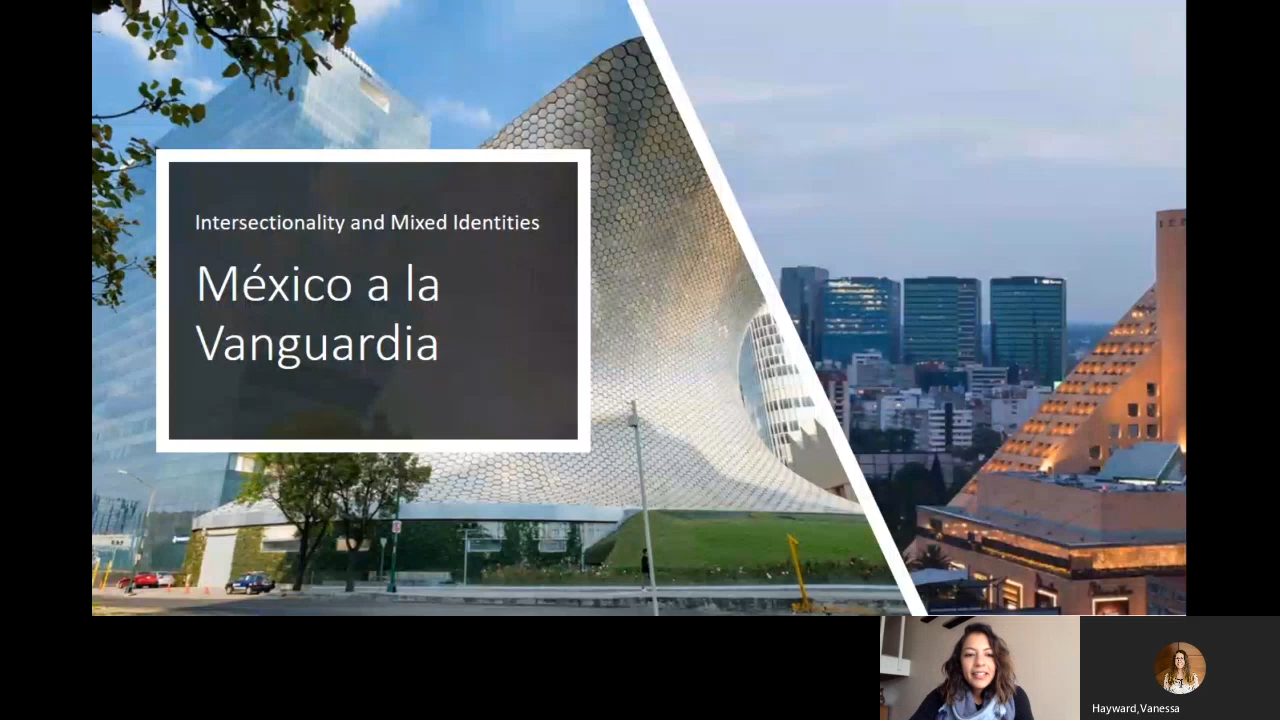 Intersectionality and Mixed Identities
México a la
Vanguardia
Hayward,Vanessa